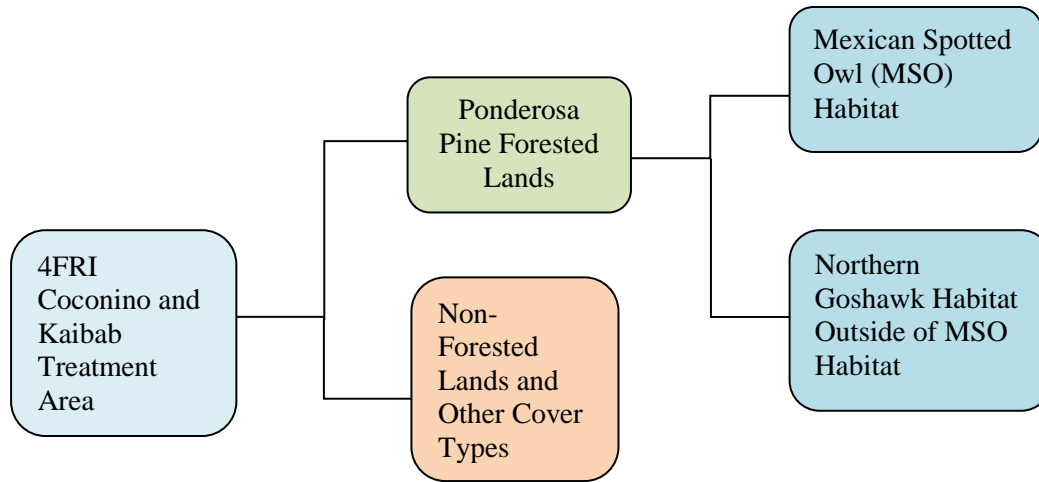 4FRI
Coconino and
Kaibab
Treatment
Area
Ponderosa
Pine Forested
Lands
Non-
Forested
Lands and
Other Cover
Types
Mexican Spotted
Owl (MSO)
Habitat
Northern
Goshawk Habitat
Outside of MSO
Habitat